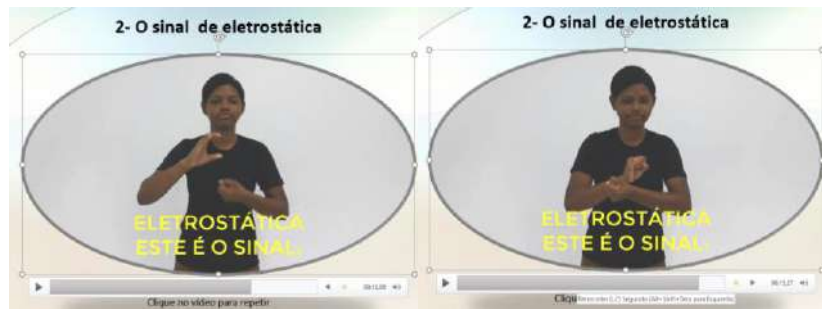 2- O sinal de eletrostática
ELETROSTÁTICA
ESTE É O SINAL:
Clique no vídeo para repetir
2- O sinal de eletrostática
ELETROSTÁTICA
ESTE É O SINAL:
Cliqu